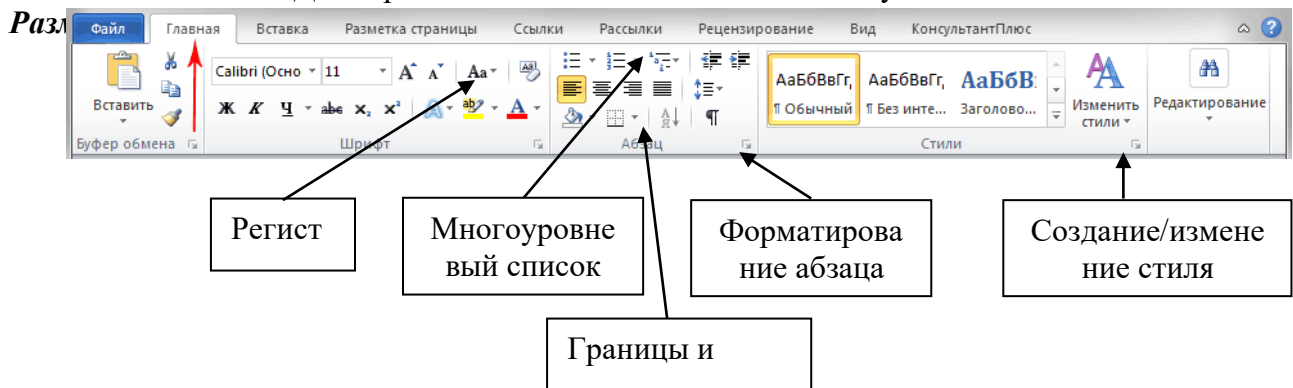 Разм
Файл Главная Вставка Разметка страницы Ссылки Рассылки Рецензирование Вид КонсультантПлюс
Calibri (Осно 11 Aa
Вставить
Ж К Ч abc x₂ x² A ab A
АаБбВвГг, АаБбВвГг, АаБбВ
¶ Обычный ¶ Без инте... Заголово...
Изменить стили
Редактирование
Буфер обмена Шрифт Абзац Стили
Регист
Многоуровне
вый список
Форматирова
ние абзаца
Создание/измене
ние стиля
Границы и